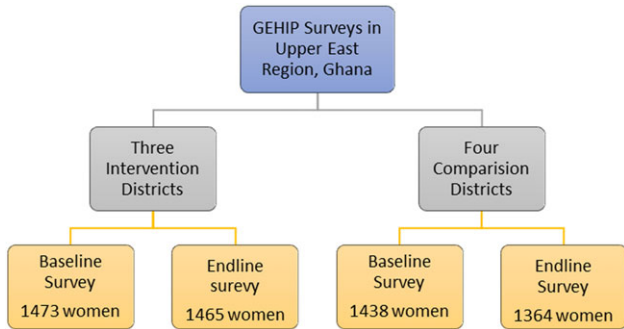 GEHIP Surveys in
Upper East
Region, Ghana
Three
Intervention
Districts
Four
Comparision
Districts
Baseline
Survey
1473 women
Endline
surevy
1465 women
Baseline
Survey
1438 women
Endline
Survey
1364 women